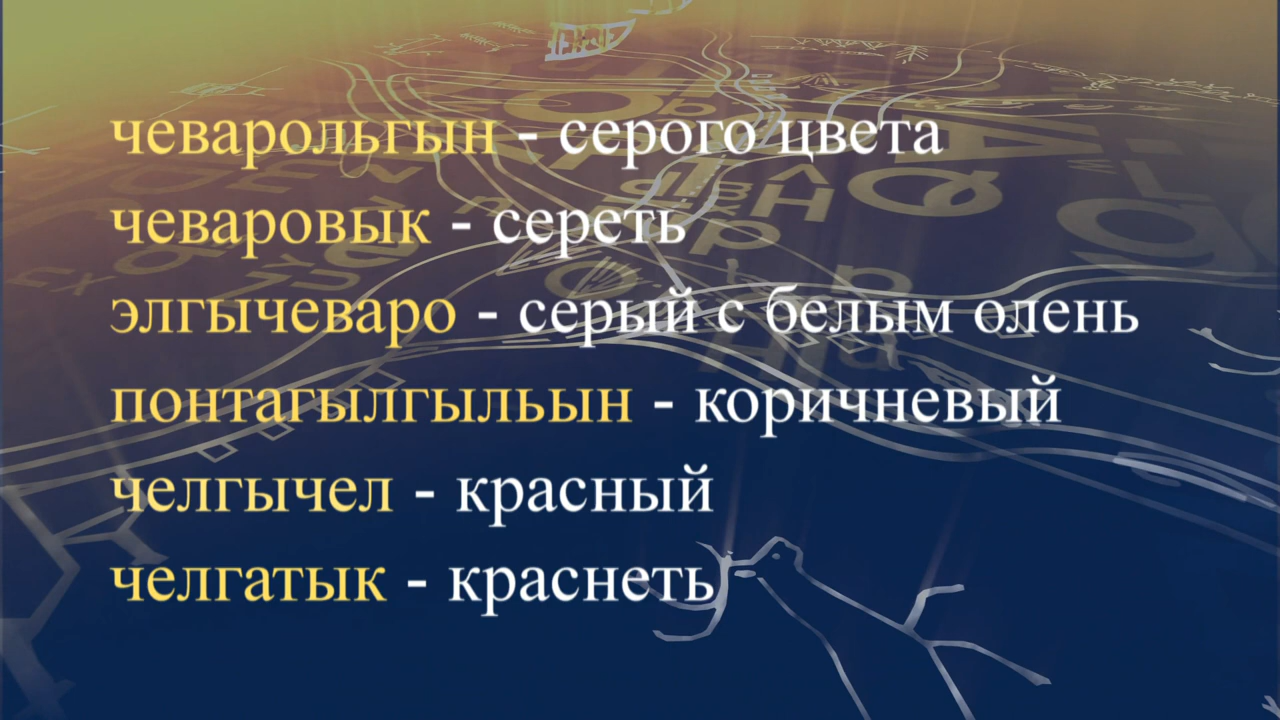 чеварольгын - серого цвета
чеваровык - сереть
элгычеваро - серый с белым олень
понтагылгыльын - коричневый
челгычел - красный
челгатык - краснеть